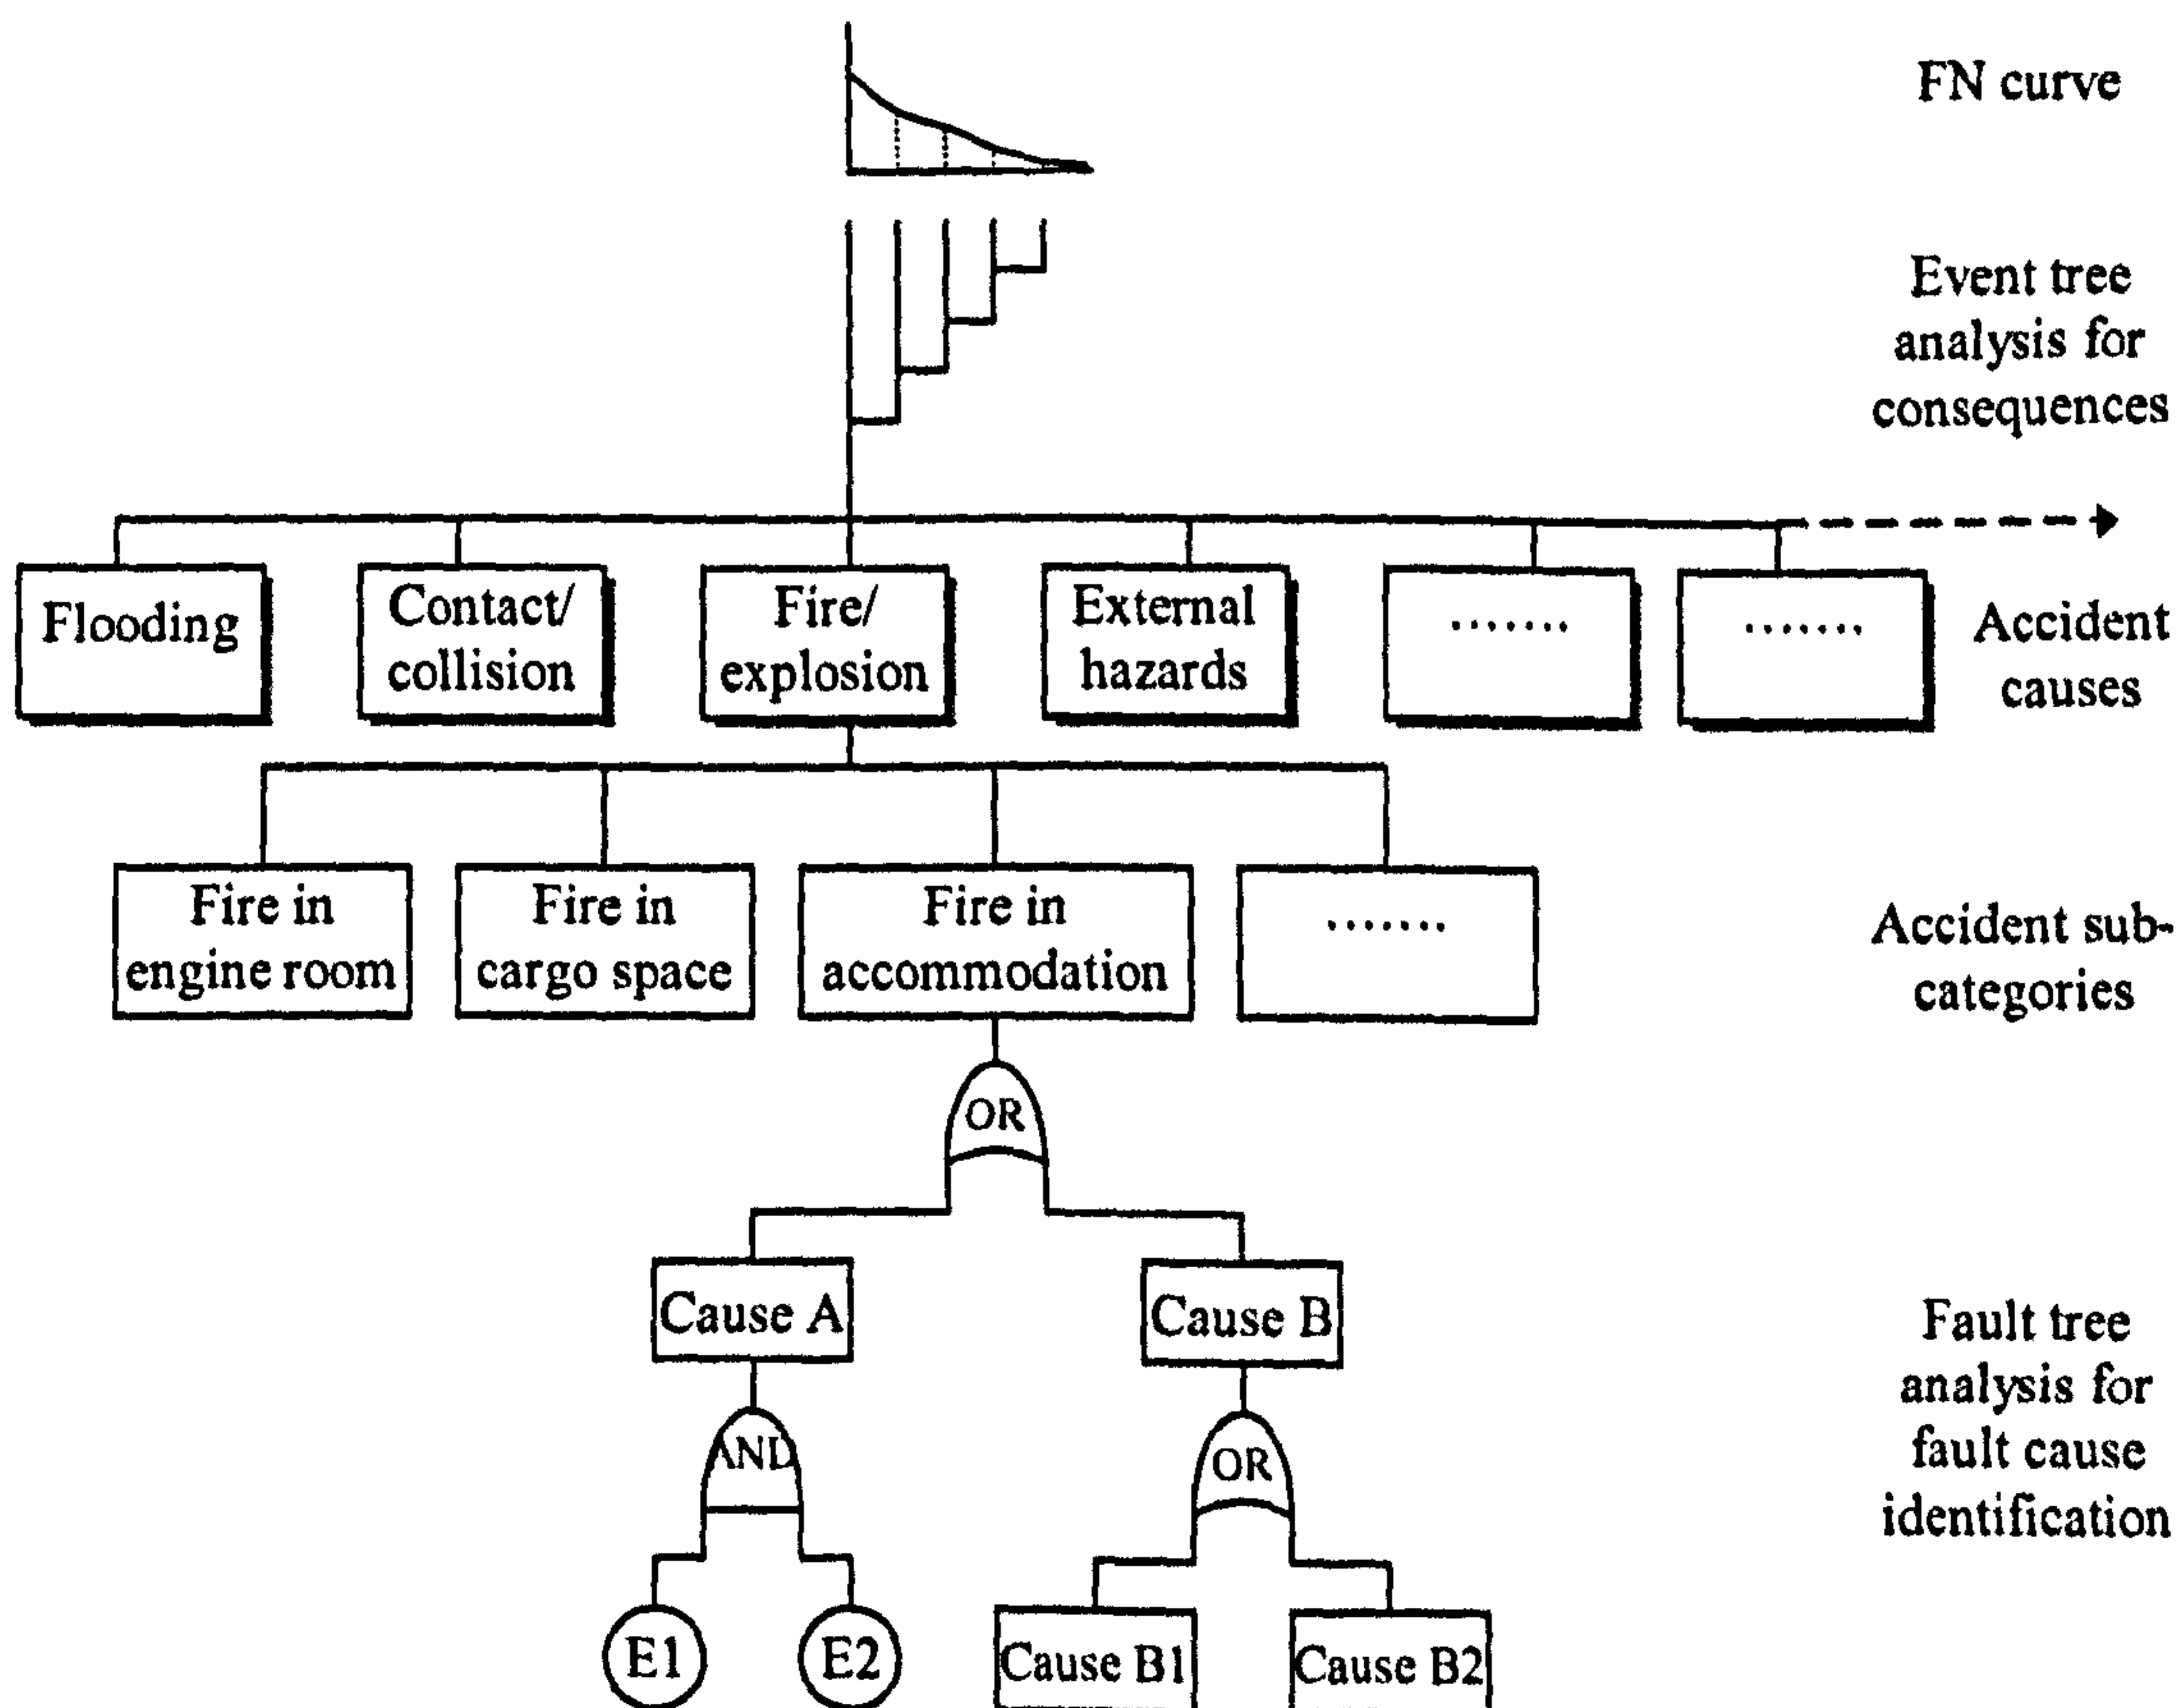 FN curve
Event tree
analysis for
consequences
Flooding
Contact/
collision
Fire/
explosion
External
hazards
.......
.......
Accident
causes
Fire in
engine room
Fire in
cargo space
Fire in
accommodation
.......
Accident sub-
categories
OR
Cause A
Cause B
AND
OR
Fault tree
analysis for
fault cause
identification
E1
E2
Cause B1
Cause B2